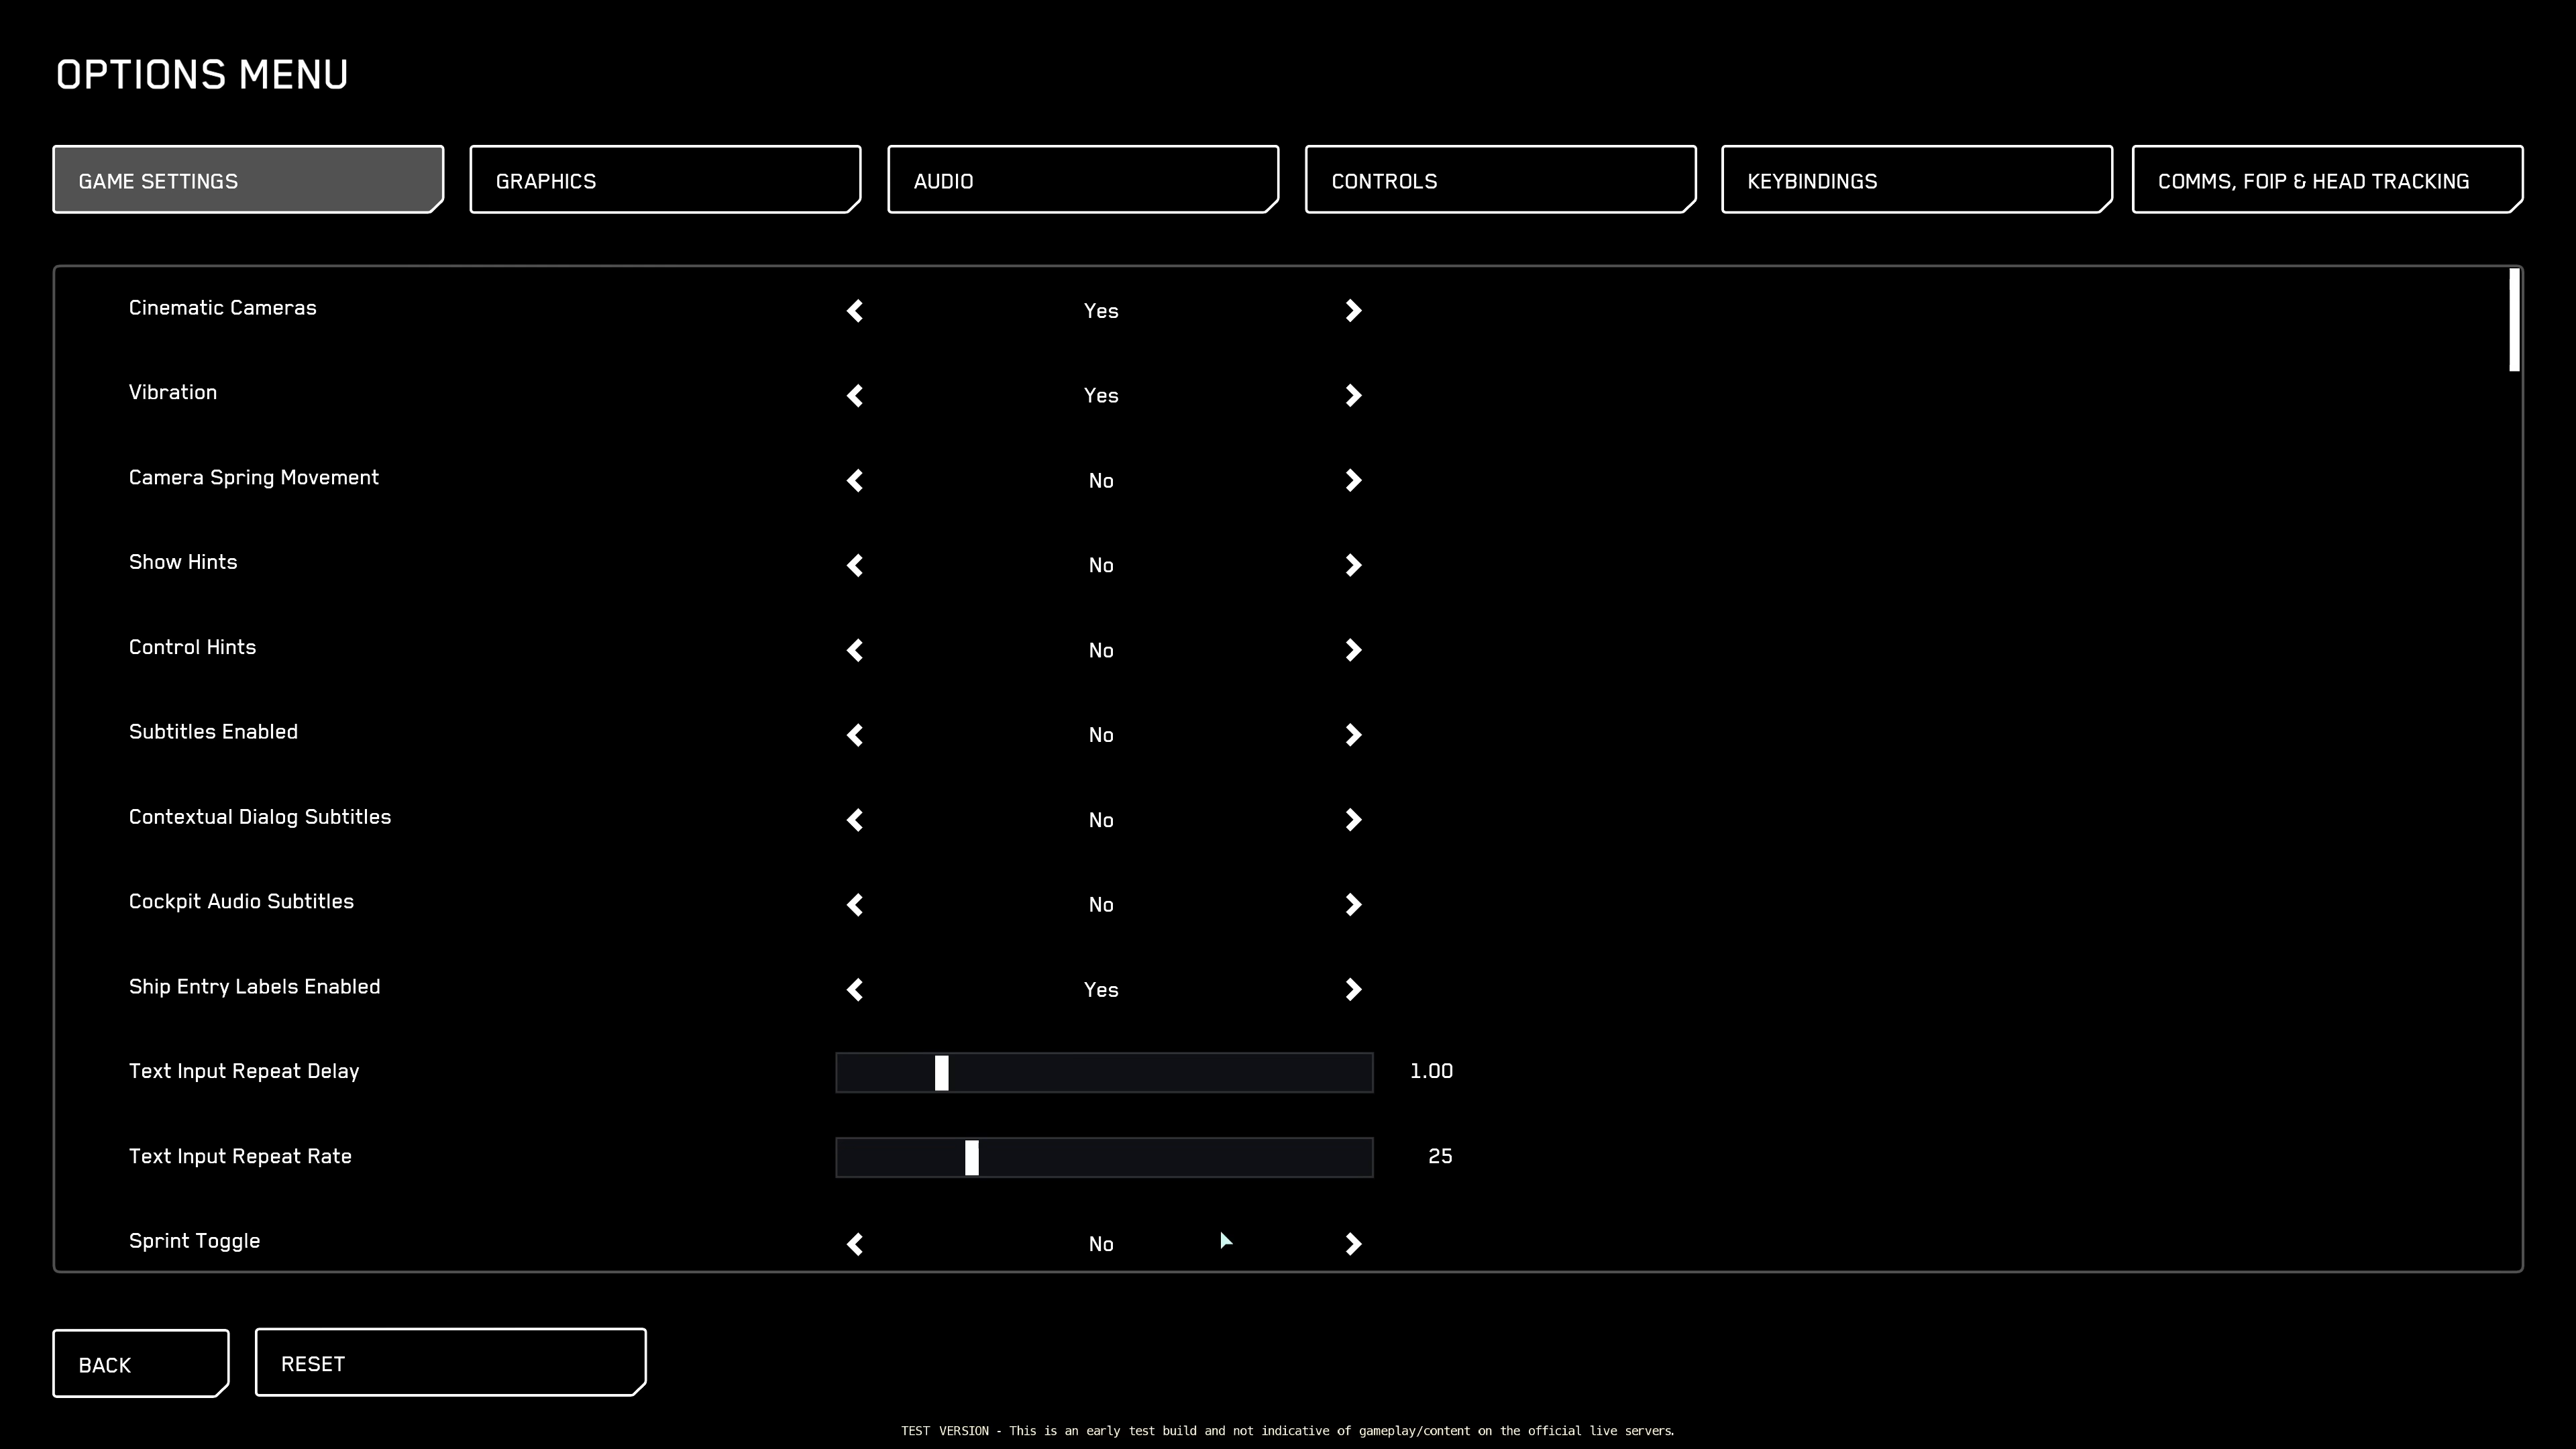 OPTIONS MENU
GAME SETTINGS
GRAPHICS
AUDIO
CONTROLS
KEYBINDINGS
COMMS, FOIP & HEAD TRACKING
Cinematic Cameras Yes
Vibration Yes
Camera Spring Movement No
Show Hints No
Control Hints No
Subtitles Enabled No
Contextual Dialog Subtitles No
Cockpit Audio Subtitles No
Ship Entry Labels Enabled Yes
Text Input Repeat Delay 1.00
Text Input Repeat Rate 25
Sprint Toggle No
BACK
RESET
TEST VERSION - This is an early test build and not indicative of gameplay/content on the official live servers.